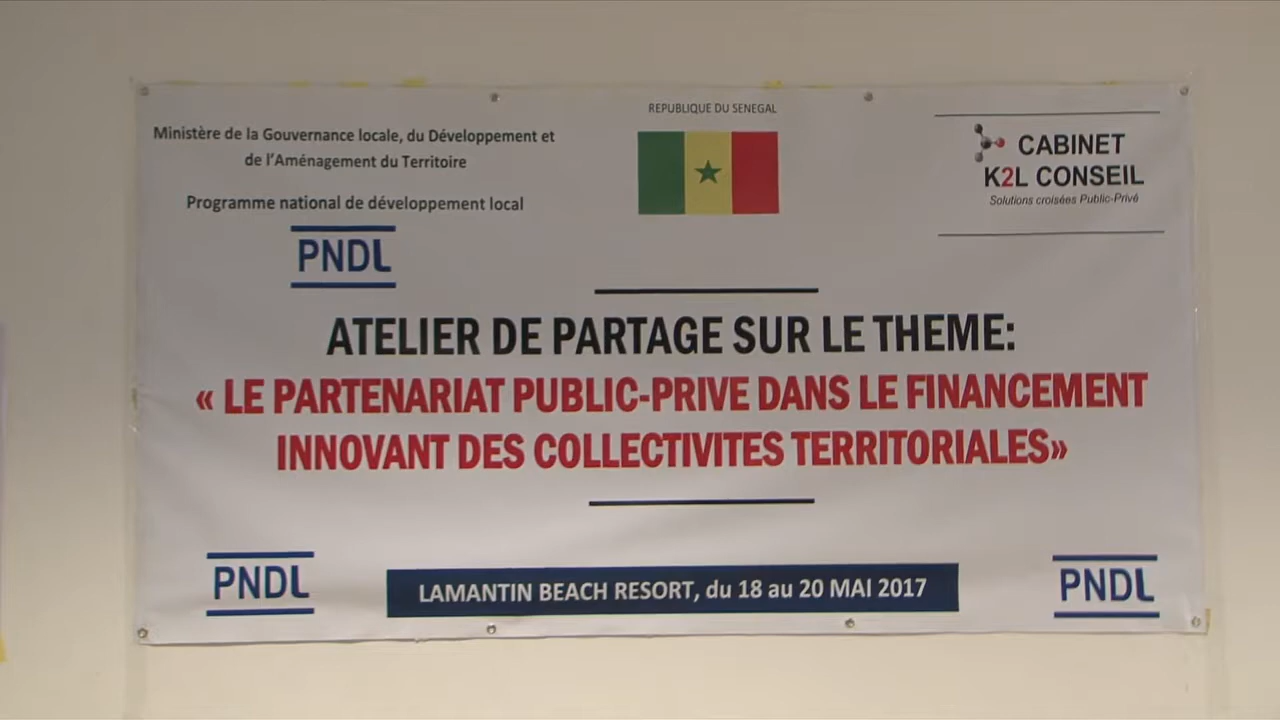 Ministère de la Gouvernance locale, du Développement et
de l'Aménagement du Territoire
Programme national de développement local
PNDL
REPUBLIQUE DU SENEGAL
CABINET
K2L CONSEIL
Solutions croisées Public-Privé
ATELIER DE PARTAGE SUR LE THEME:
« LE PARTENARIAT PUBLIC-PRIVE DANS LE FINANCEMENT
INNOVANT DES COLLECTIVITES TERRITORIALES»
PNDL
LAMANTIN BEACH RESORT, du 18 au 20 MAI 2017
PNDL